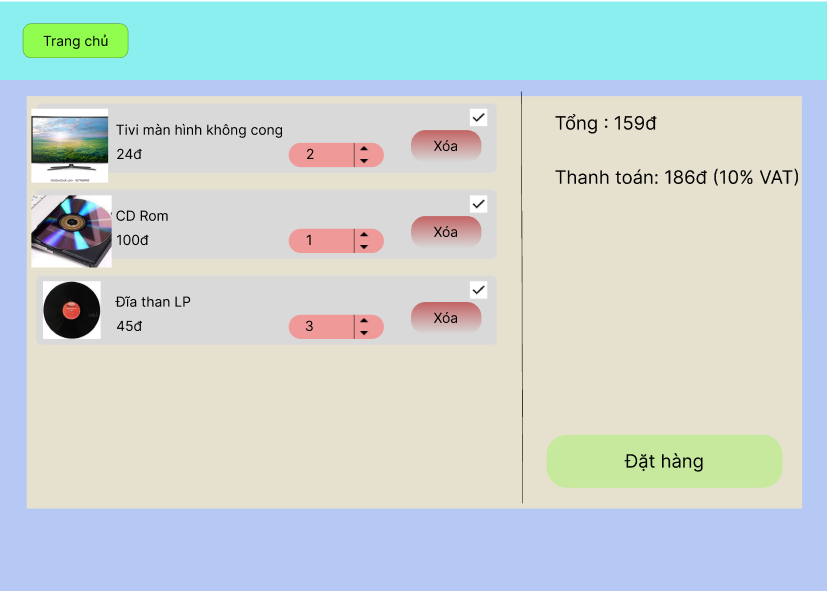 Trang chủ
Tivi màn hình không cong
24đ
2
Xóa
CD Rom
100đ
1
Xóa
Đĩa than LP
45đ
3
Xóa
Tổng : 159đ
Thanh toán: 186đ (10% VAT)
Đặt hàng